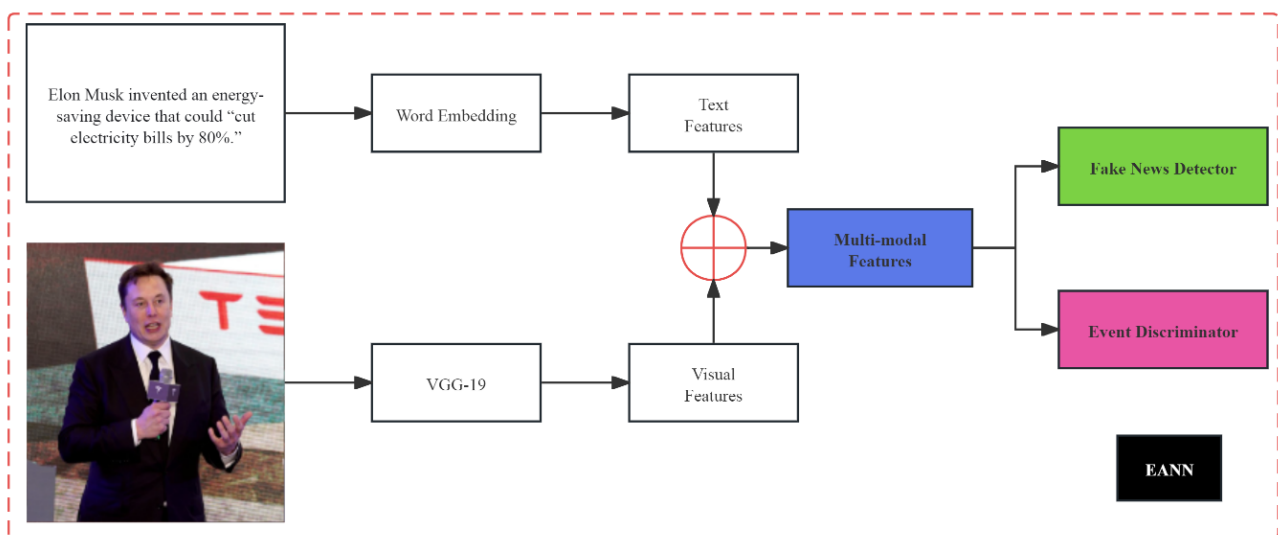 Elon Musk invented an energy-
saving device that could “cut
electricity bills by 80%.”
Word Embedding
Text
Features
Fake News Detector
Multi-modal
Features
TES
VGG-19
Visual
Features
Event Discriminator
EANN